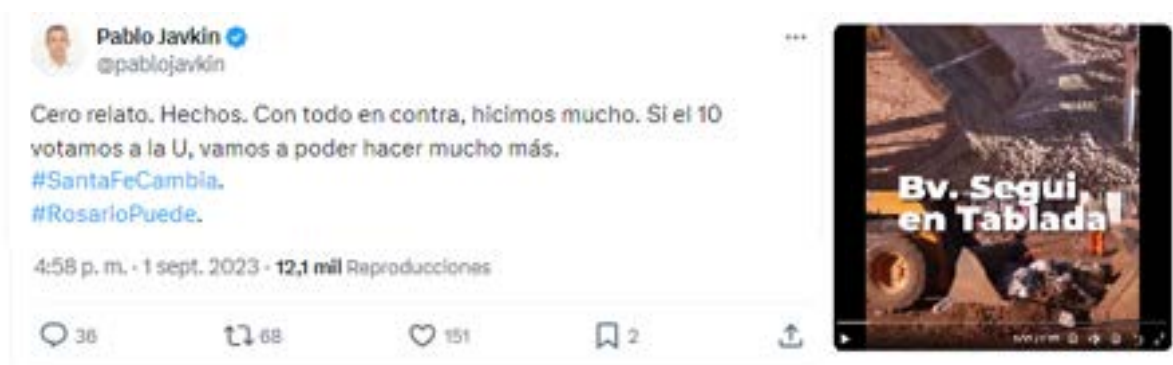 Pablo Javkin
@pablojavkin
Cero relato. Hechos. Con todo en contra, hicimos mucho. Si el 10
votamos a la U, vamos a poder hacer mucho más.
#SantaFeCambia.
#RosarioPuede.
4:58 p. m. · 1 sept. 2023 · 12,1 mil Reproducciones
36 68 151 2
Bv. Segui,
en Tablada